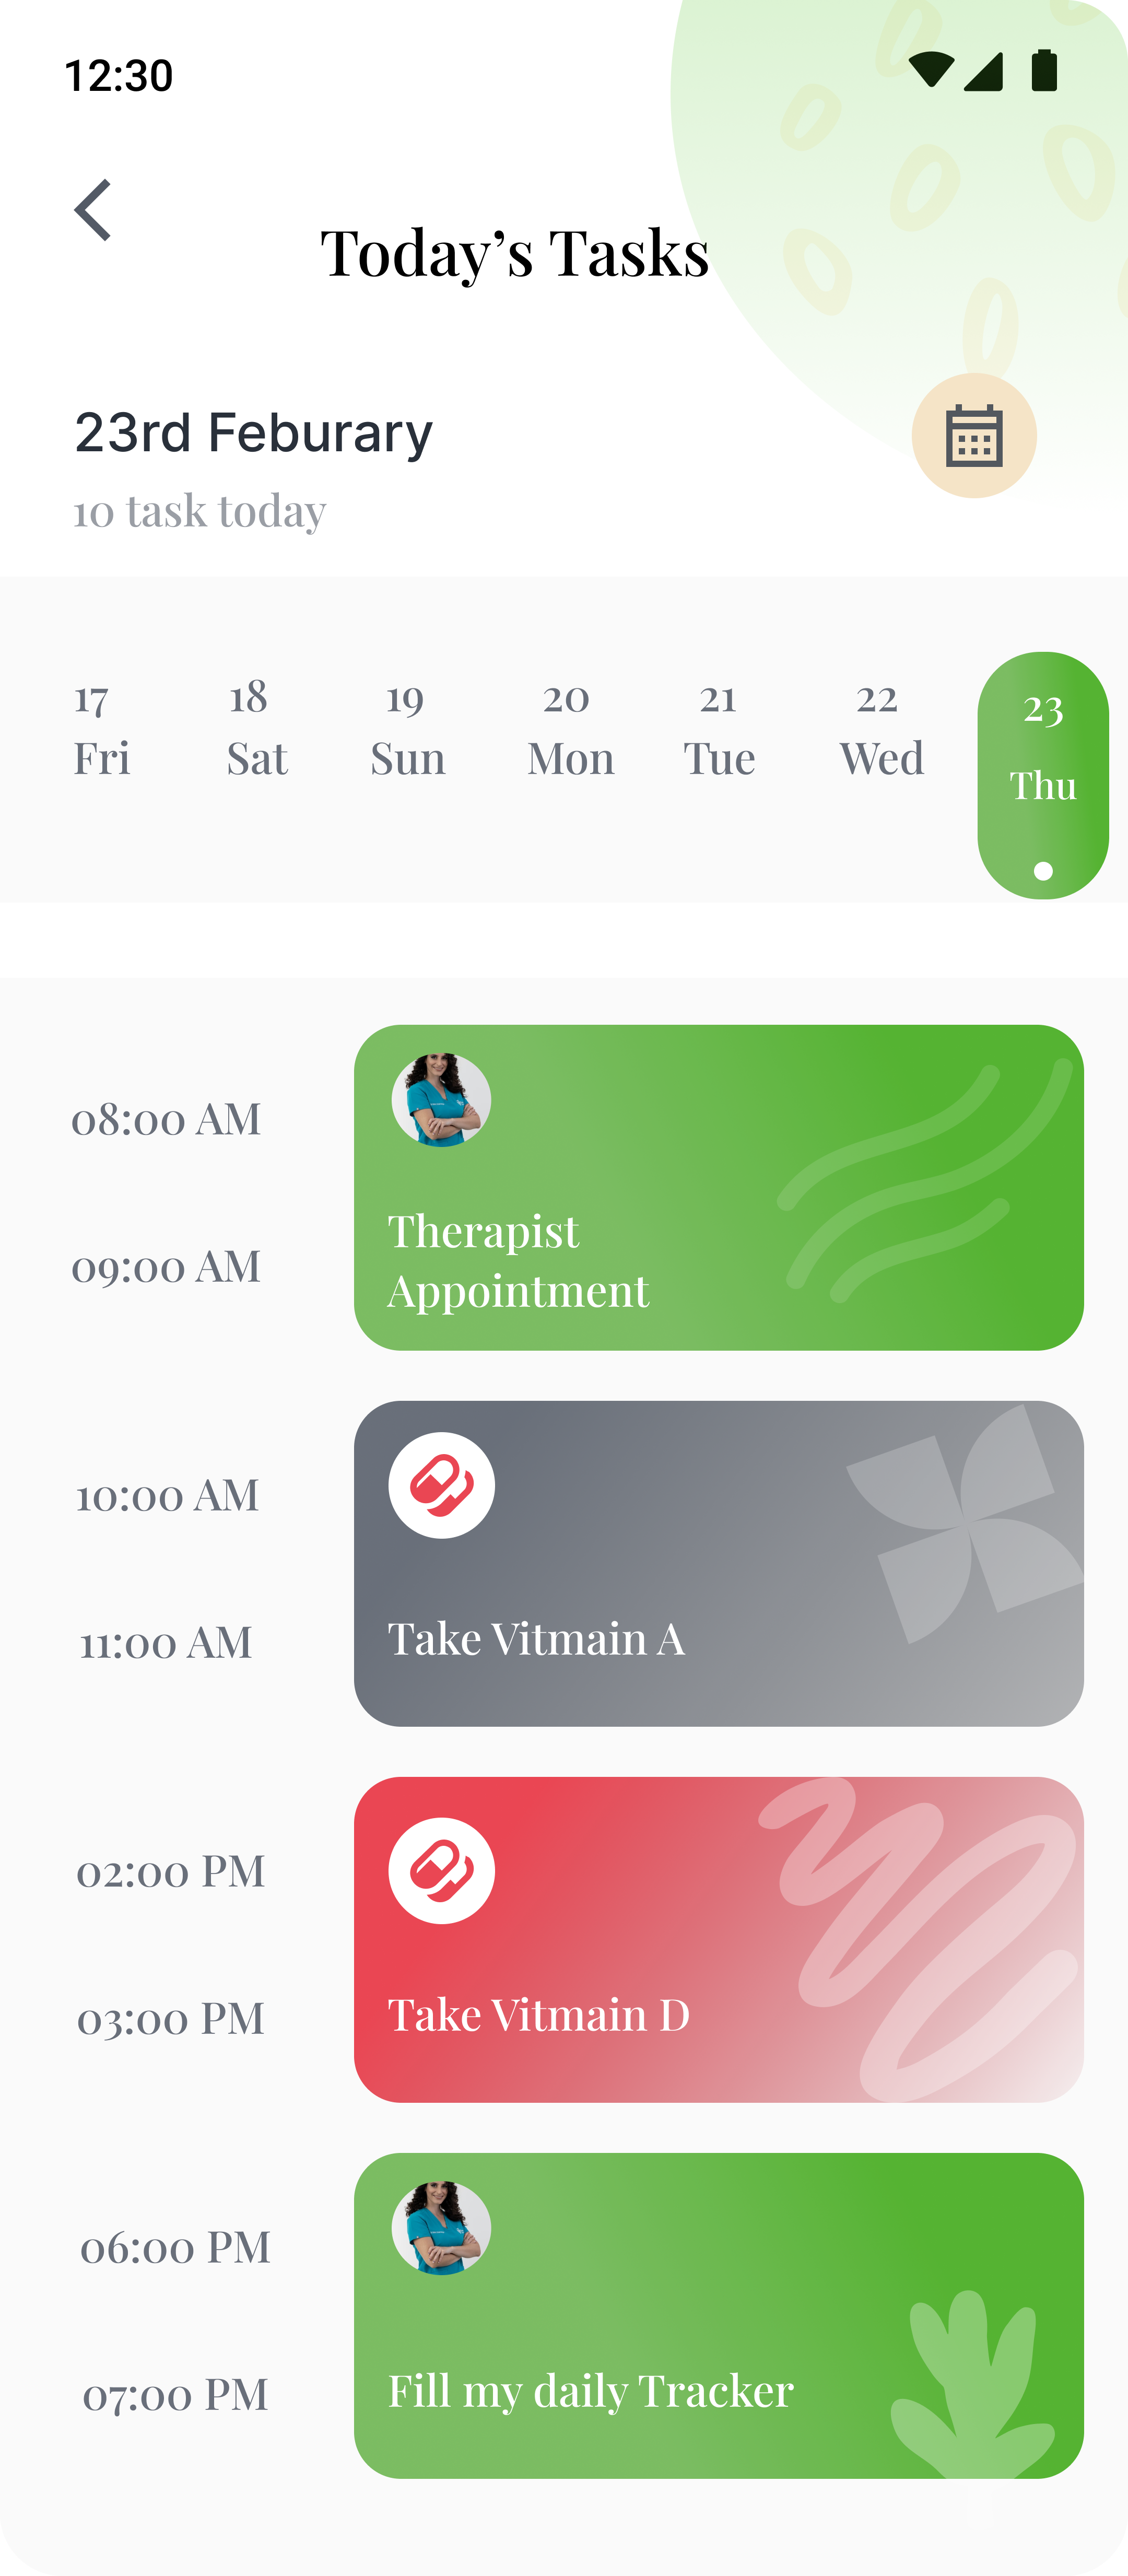 12:30
Today's Tasks
23rd Feburary
10 task today
17 18 19 20 21 22 23
Fri Sat Sun Mon Tue Wed Thu
08:00 AM
09:00 AM
Therapist
Appointment
10:00 AM
11:00 AM
Take Vitmain A
02:00 PM
03:00 PM
Take Vitmain D
06:00 PM
07:00 PM
Fill my daily Tracker